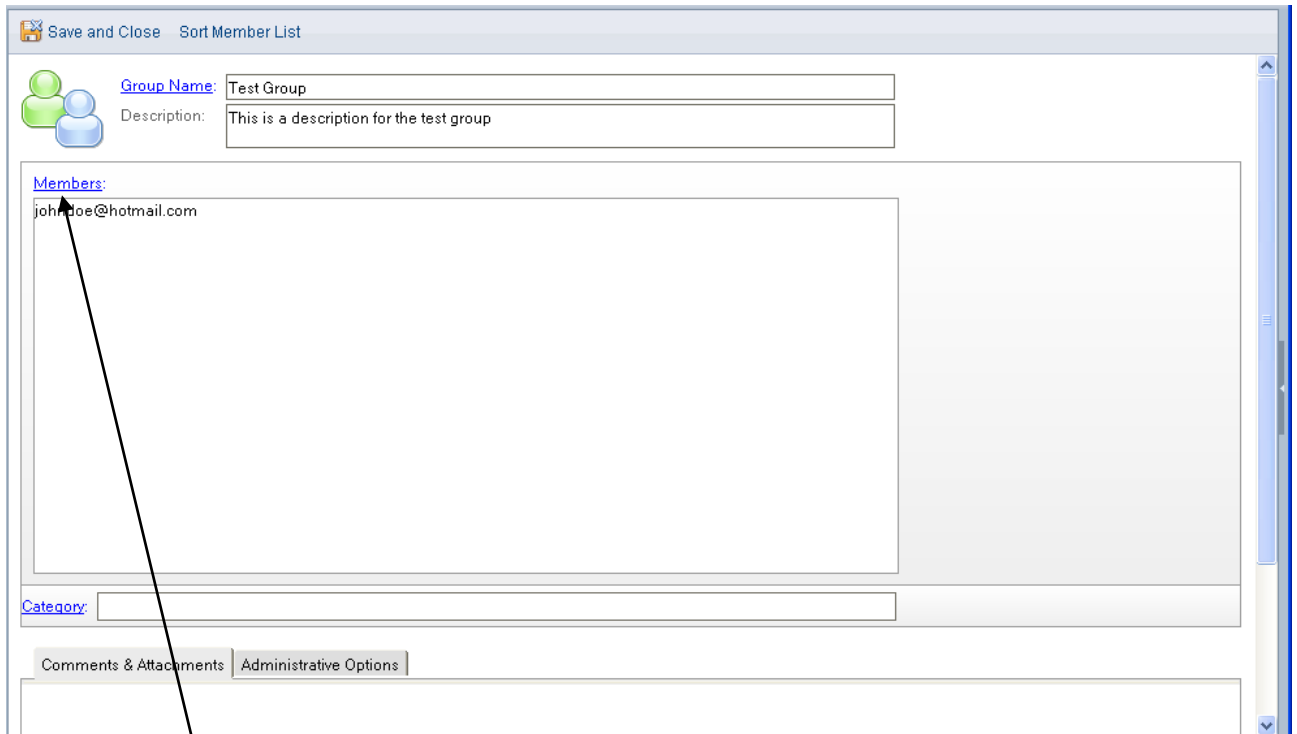 Save and Close Sort Member List
Group Name: Test Group
Description: This is a description for the test group
Members:
johndoe@hotmail.com
Category:
Comments & Attachments Administrative Options